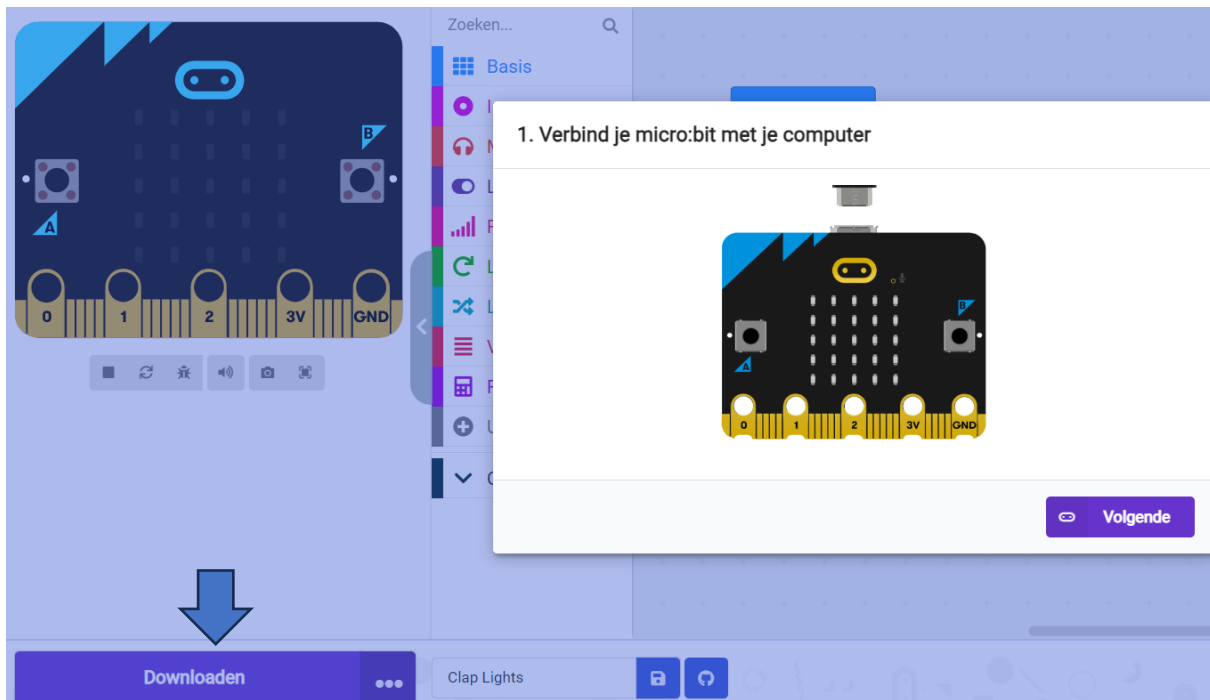 Zoeken...
Basis
1. Verbind je micro:bit met je computer
B
A
0 1 2 3V GND
B
A
0 1 2 3V GND
Volgende
Downloaden
Clap Lights